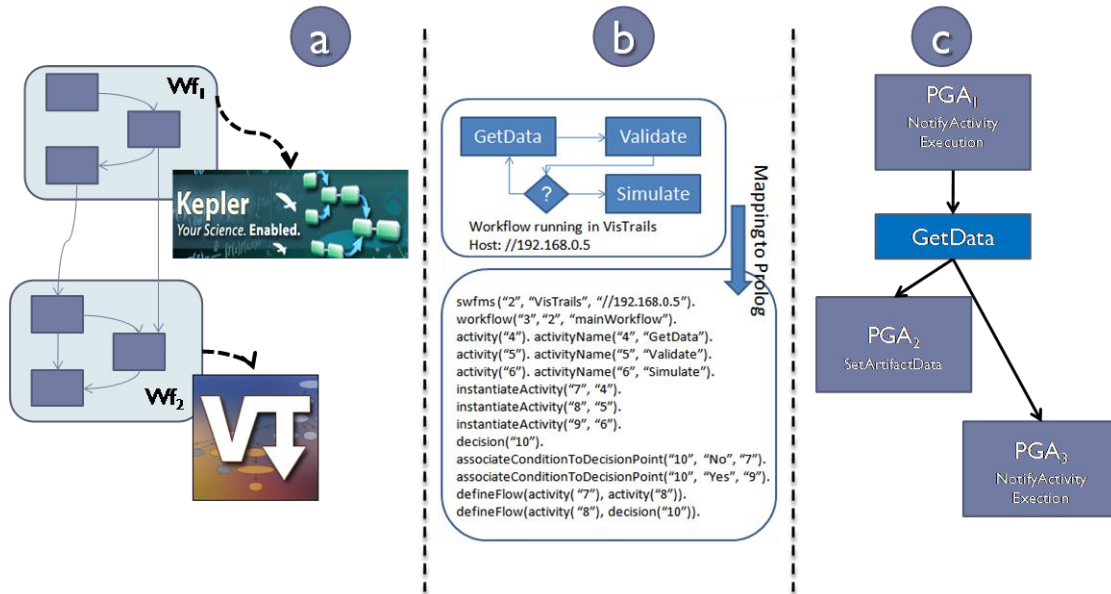 a
Wf1
Kepler
Your Science. Enabled.
Wf2
VT
b
GetData
Validate
?
Simulate
Workflow running in VisTrails
Host: //192.168.0.5
Mapping to Prolog
swfms (“2”, “VisTrails”, “//192.168.0.5”).
workflow(“3”, “2”, “mainWorkflow”).
activity(“4”). activityName(“4”, “GetData”).
activity(“5”). activityName(“5”, “Validate”).
activity(“6”). activityName(“6”, “Simulate”).
instantiateActivity(“7”, “4”).
instantiateActivity(“8”, “5”).
instantiateActivity(“9”, “6”).
decision(“10”).
associateConditionToDecisionPoint(“10”, “No”, “7”).
associateConditionToDecisionPoint(“10”, “Yes”, “9”).
defineFlow(activity( “7”), activity(“8”)).
defineFlow(activity( “8”), decision(“10”)).
c
PGA1
NotifyActivity
Execution
GetData
PGA2
SetArtifactData
PGA3
NotifyActivity
Exection